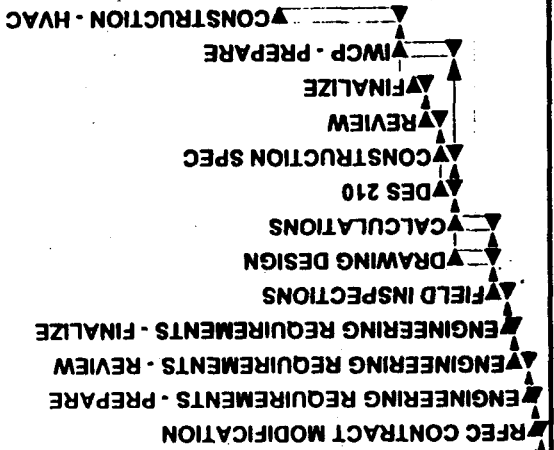 RFEC CONTRACT MODIFICATION
ENGINEERING REQUIREMENTS - PREPARE
ENGINEERING REQUIREMENTS - REVIEW
ENGINEERING REQUIREMENTS - FINALIZE
FIELD INSPECTIONS
DRAWING DESIGN
CALCULATIONS
DES 210
CONSTRUCTION SPEC
REVIEW
FINALIZE
IWCP - PREPARE
CONSTRUCTION - HVAC